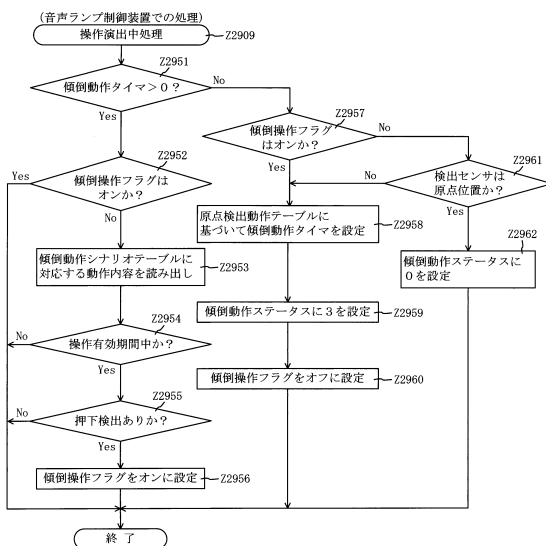 (音声ランプ制御装置での処理)
操作演出中処理
Z2909
Z2951
傾倒動作タイマ>0?
No
Yes
Z2957
傾倒操作フラグ
はオンか?
No
Yes
Z2952
Yes
傾倒操作フラグは
オンか?
No
Z2961
検出センサは
原点位置か?
No
Yes
原点検出動作テーブルに
基づいて傾倒動作タイマを設定
Z2958
Z2962
傾倒動作ステータスに
0を設定
傾倒動作シナリオテーブルに
対応する動作内容を読み出し
Z2953
傾倒動作ステータスに3を設定
Z2959
Z2954
No
操作有効期間中か?
Yes
傾倒操作フラグをオフに設定
Z2960
Z2955
No
押下検出ありか?
Yes
傾倒操作フラグをオンに設定
Z2956
終了